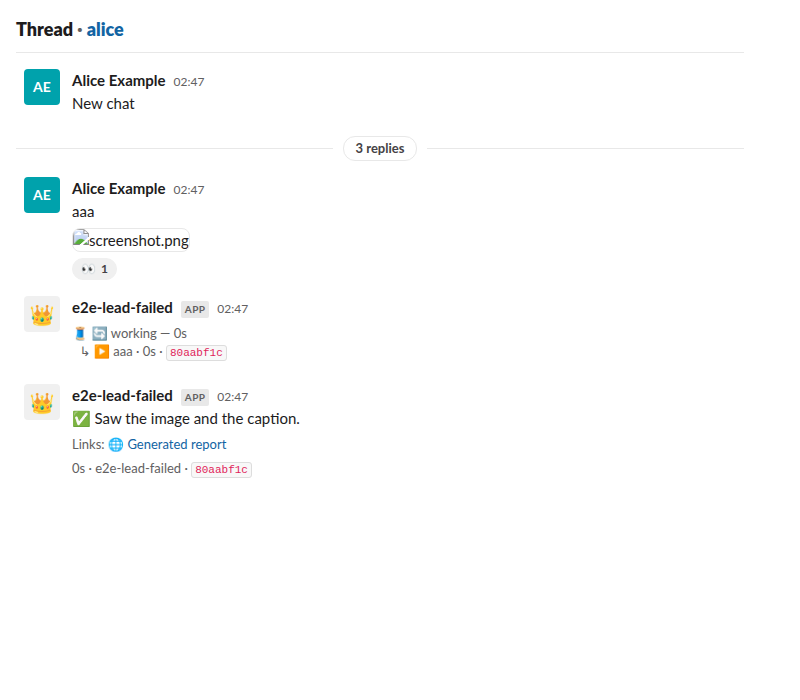 Thread · alice
AE
Alice Example 02:47
New chat
3 replies
AE
Alice Example 02:47
aaa
screenshot.png
👀 1
e2e-lead-failed APP 02:47
🧵 🔄 working — 0s
↳ ▶️ aaa · 0s · 80aabf1c
e2e-lead-failed APP 02:47
✅ Saw the image and the caption.
Links: 🌐 Generated report
0s · e2e-lead-failed · 80aabf1c